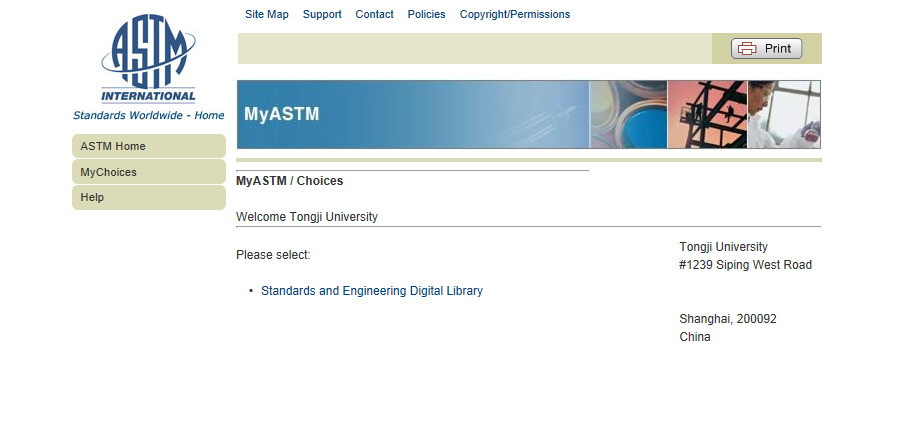 Site Map Support Contact Policies Copyright/Permissions
ASTM
INTERNATIONAL
Standards Worldwide - Home
Print
MyASTM
ASTM Home
MyChoices
Help
MyASTM / Choices
Welcome Tongji University
Please select:
• Standards and Engineering Digital Library
Tongji University
#1239 Siping West Road
Shanghai, 200092
China